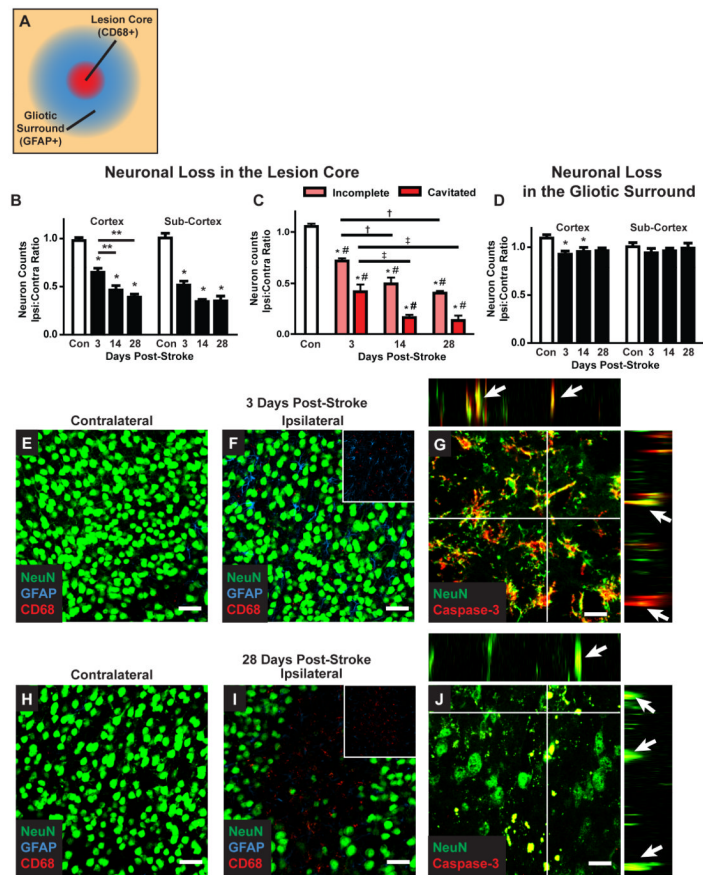 A
Lesion Core
(CD68+)
Gliotic
Surround
(GFAP+)
Neuronal Loss in the Lesion Core
Neuronal Loss
in the Gliotic Surround
B
Cortex
Sub-Cortex
**
**
*
*
*
*
*
*
Neuron Counts
Ipsi:Contra Ratio
1.0
0.5
0.0
Con 3 14 28 Con 3 14 28
Days Post-Stroke
C
Incomplete
Cavitated
†
†
‡
‡
*# *# *# *# *# *#
Neuron counts
Ipsi:Contra Ratio
1.0
0.5
0.0
Con 3 14 28
Days Post-Stroke
D
Cortex
Sub-Cortex
* *
Neuron Counts
Ipsi:Contra Ratio
1.0
0.5
0.0
Con 3 14 28 Con 3 14 28
Days Post-Stroke
3 Days Post-Stroke
Contralateral
Ipsilateral
E
NeuN
GFAP
CD68
F
NeuN
GFAP
CD68
G
NeuN
Caspase-3
28 Days Post-Stroke
Contralateral
Ipsilateral
H
NeuN
GFAP
CD68
I
NeuN
GFAP
CD68
J
NeuN
Caspase-3